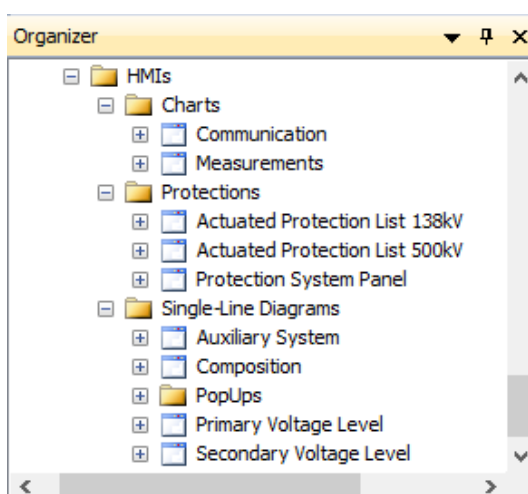 Organizer
HMIs
Charts
Communication
Measurements
Protections
Actuated Protection List 138kV
Actuated Protection List 500kV
Protection System Panel
Single-Line Diagrams
Auxiliary System
Composition
PopUps
Primary Voltage Level
Secondary Voltage Level